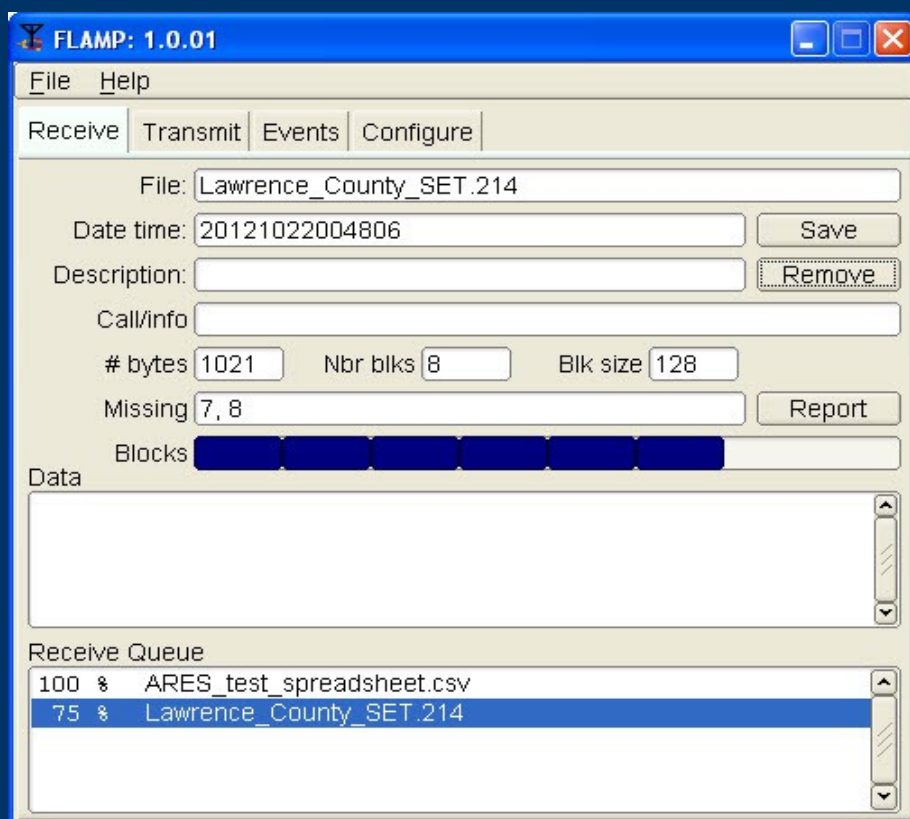 FLAMP: 1.0.01
File Help
Receive Transmit Events Configure
File: Lawrence_County_SET.214
Date time: 20121022004806 Save
Description: Remove
Call/info
# bytes 1021 Nbr blks 8 Blk size 128
Missing 7, 8 Report
Blocks
Data
Receive Queue
100 % ARES_test_spreadsheet.csv
75 % Lawrence_County_SET.214